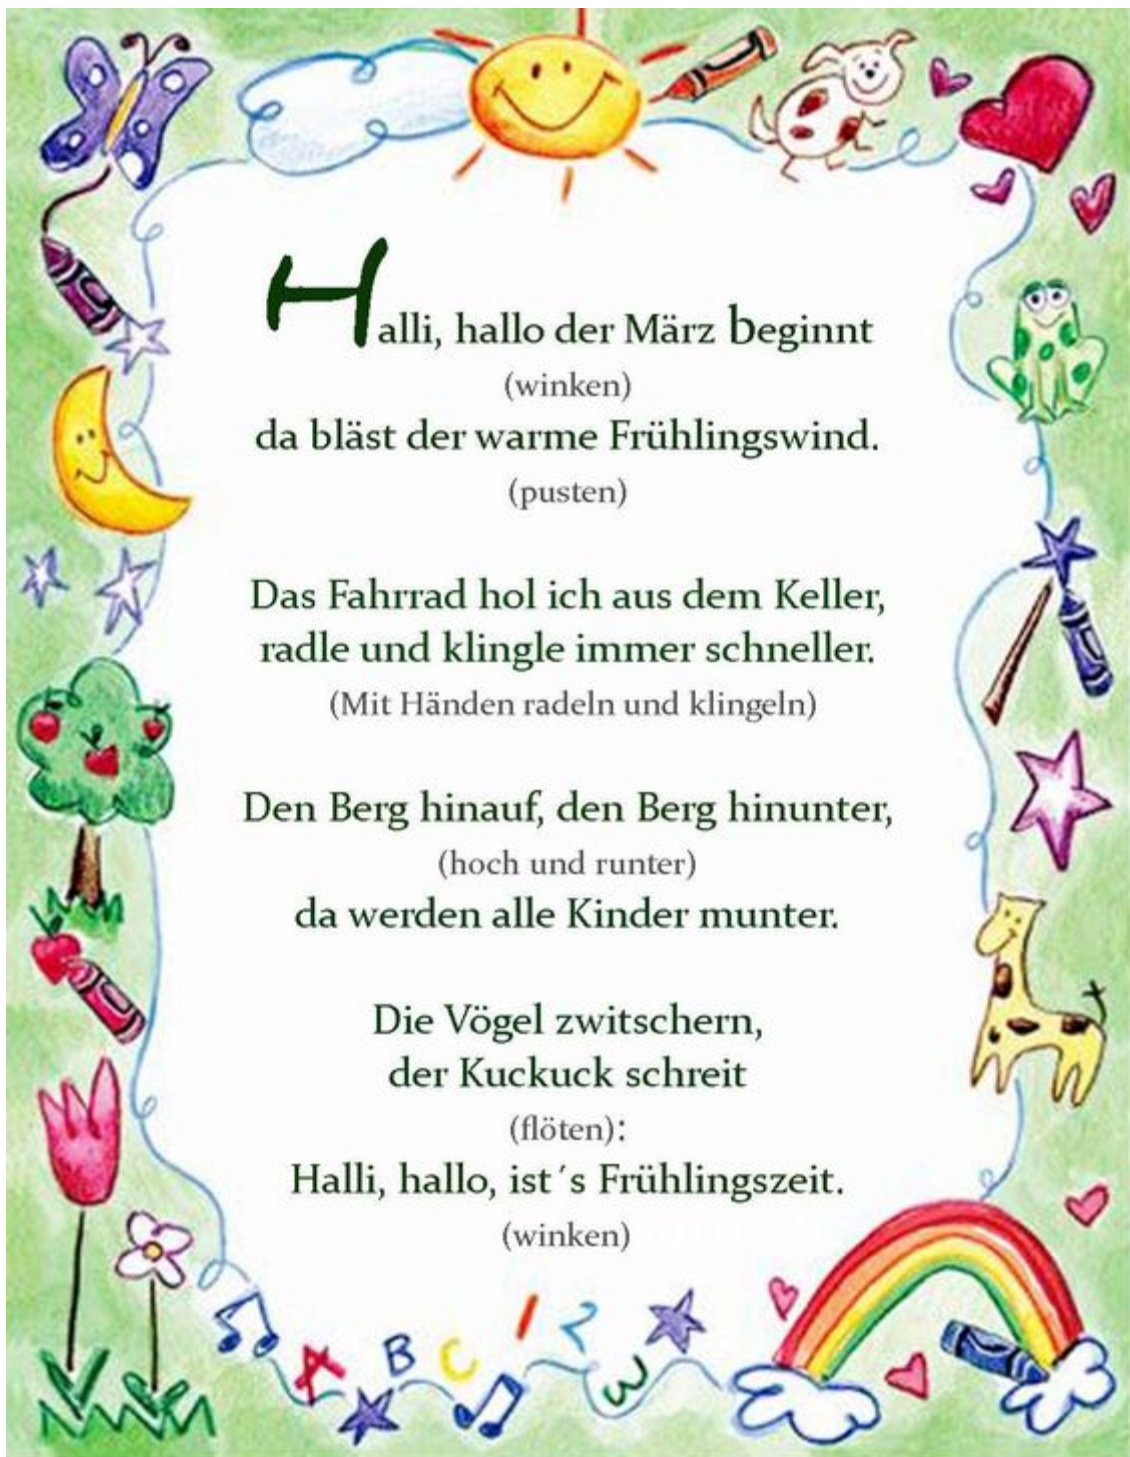 Halli, hallo der März beginnt
(winken)
da bläst der warme Frühlingswind.
(pusten)
Das Fahrrad hol ich aus dem Keller,
radle und klingle immer schneller.
(Mit Händen radeln und klingeln)
Den Berg hinauf, den Berg hinunter,
(hoch und runter)
da werden alle Kinder munter.
Die Vögel zwitschern,
der Kuckuck schreit
(flöten):
Halli, hallo, ist´s Frühlingszeit.
(winken)
A B C 1 2 3